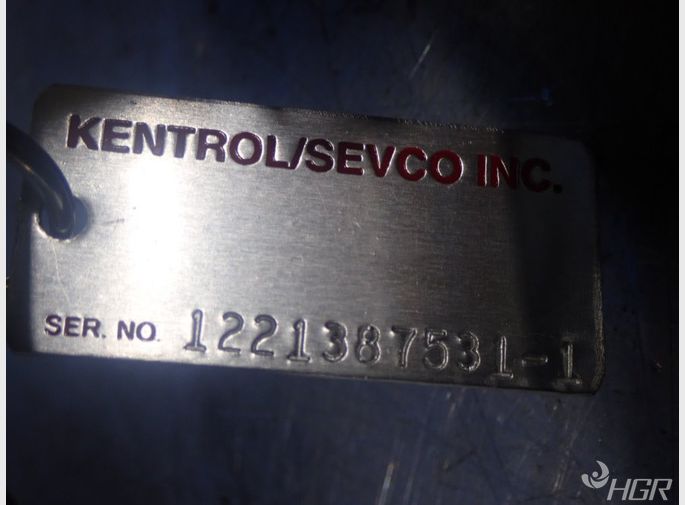 KENTROL/SEVCO INC.
SER. NO. 1221387531-1
HGR